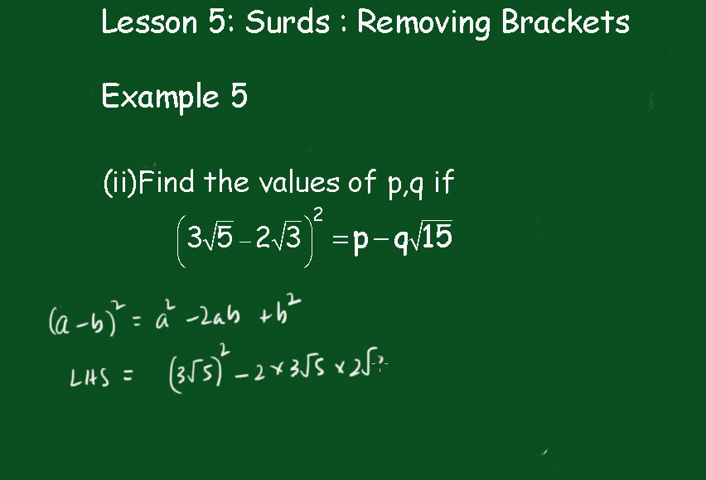 Lesson 5: Surds : Removing Brackets
Example 5
(ii)Find the values of p,q if
(3√5 - 2√3)² = p - q√15
(a - b)² = a² - 2ab + b²
LHS = (3√5)² - 2 × 3√5 × 2√